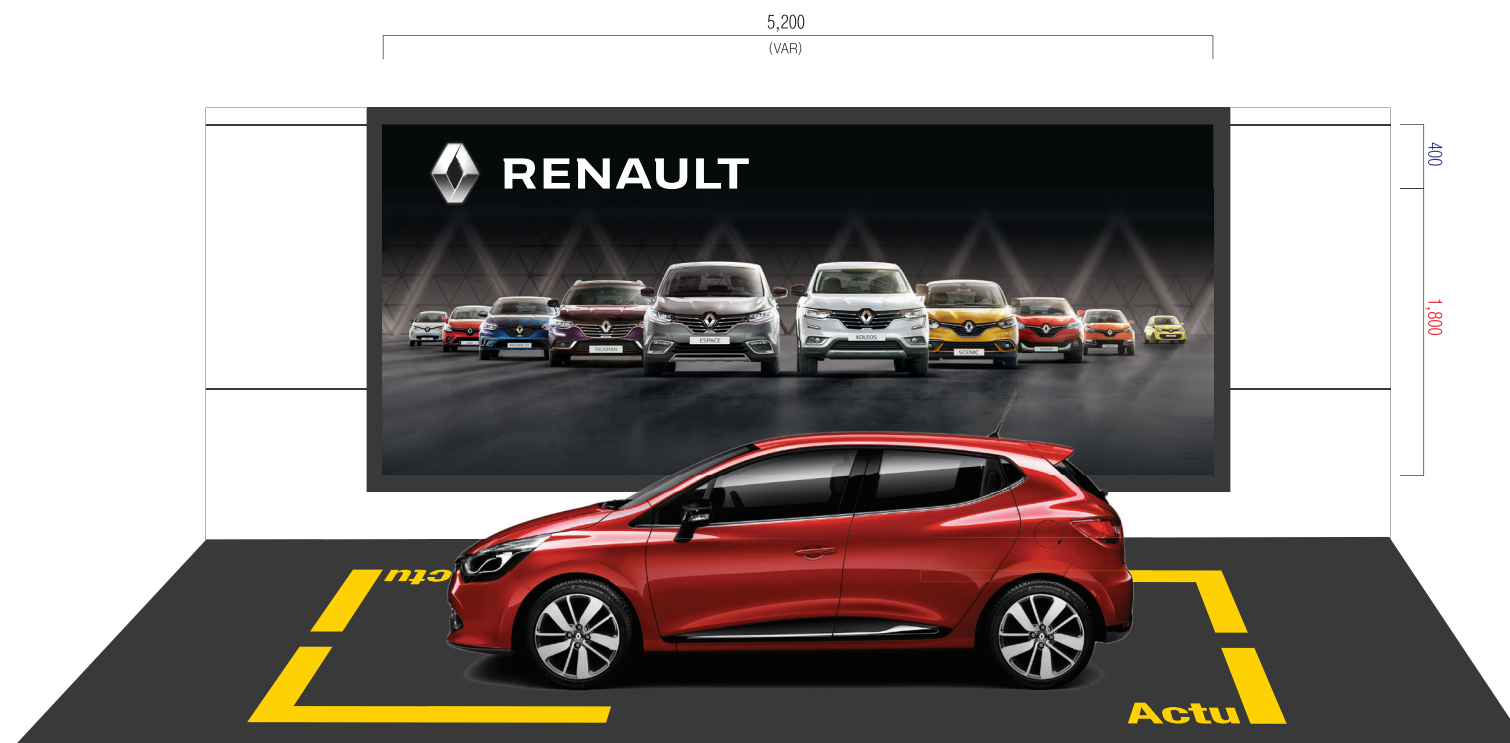 5,200
(VAR)
RENAULT
400
1,800
TALISMAN
ESPACE
KOLEOS
SCENIC
Actu
Actu